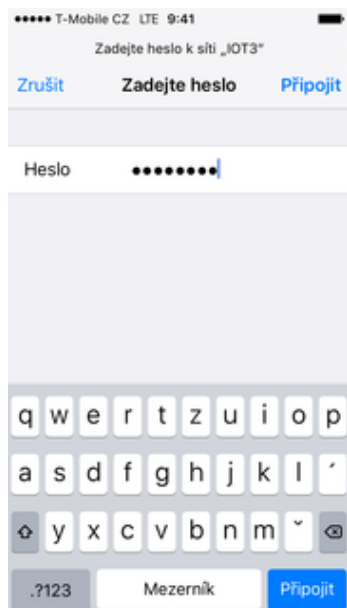 T-Mobile CZ LTE 9:41
Zadejte heslo k síti „IOT3“
Zrušit Zadejte heslo Připojit
Heslo ••••••••
q w e r t z u i o p
a s d f g h j k l ´
y x c v b n m ˇ
.?123 Mezerník Připojit